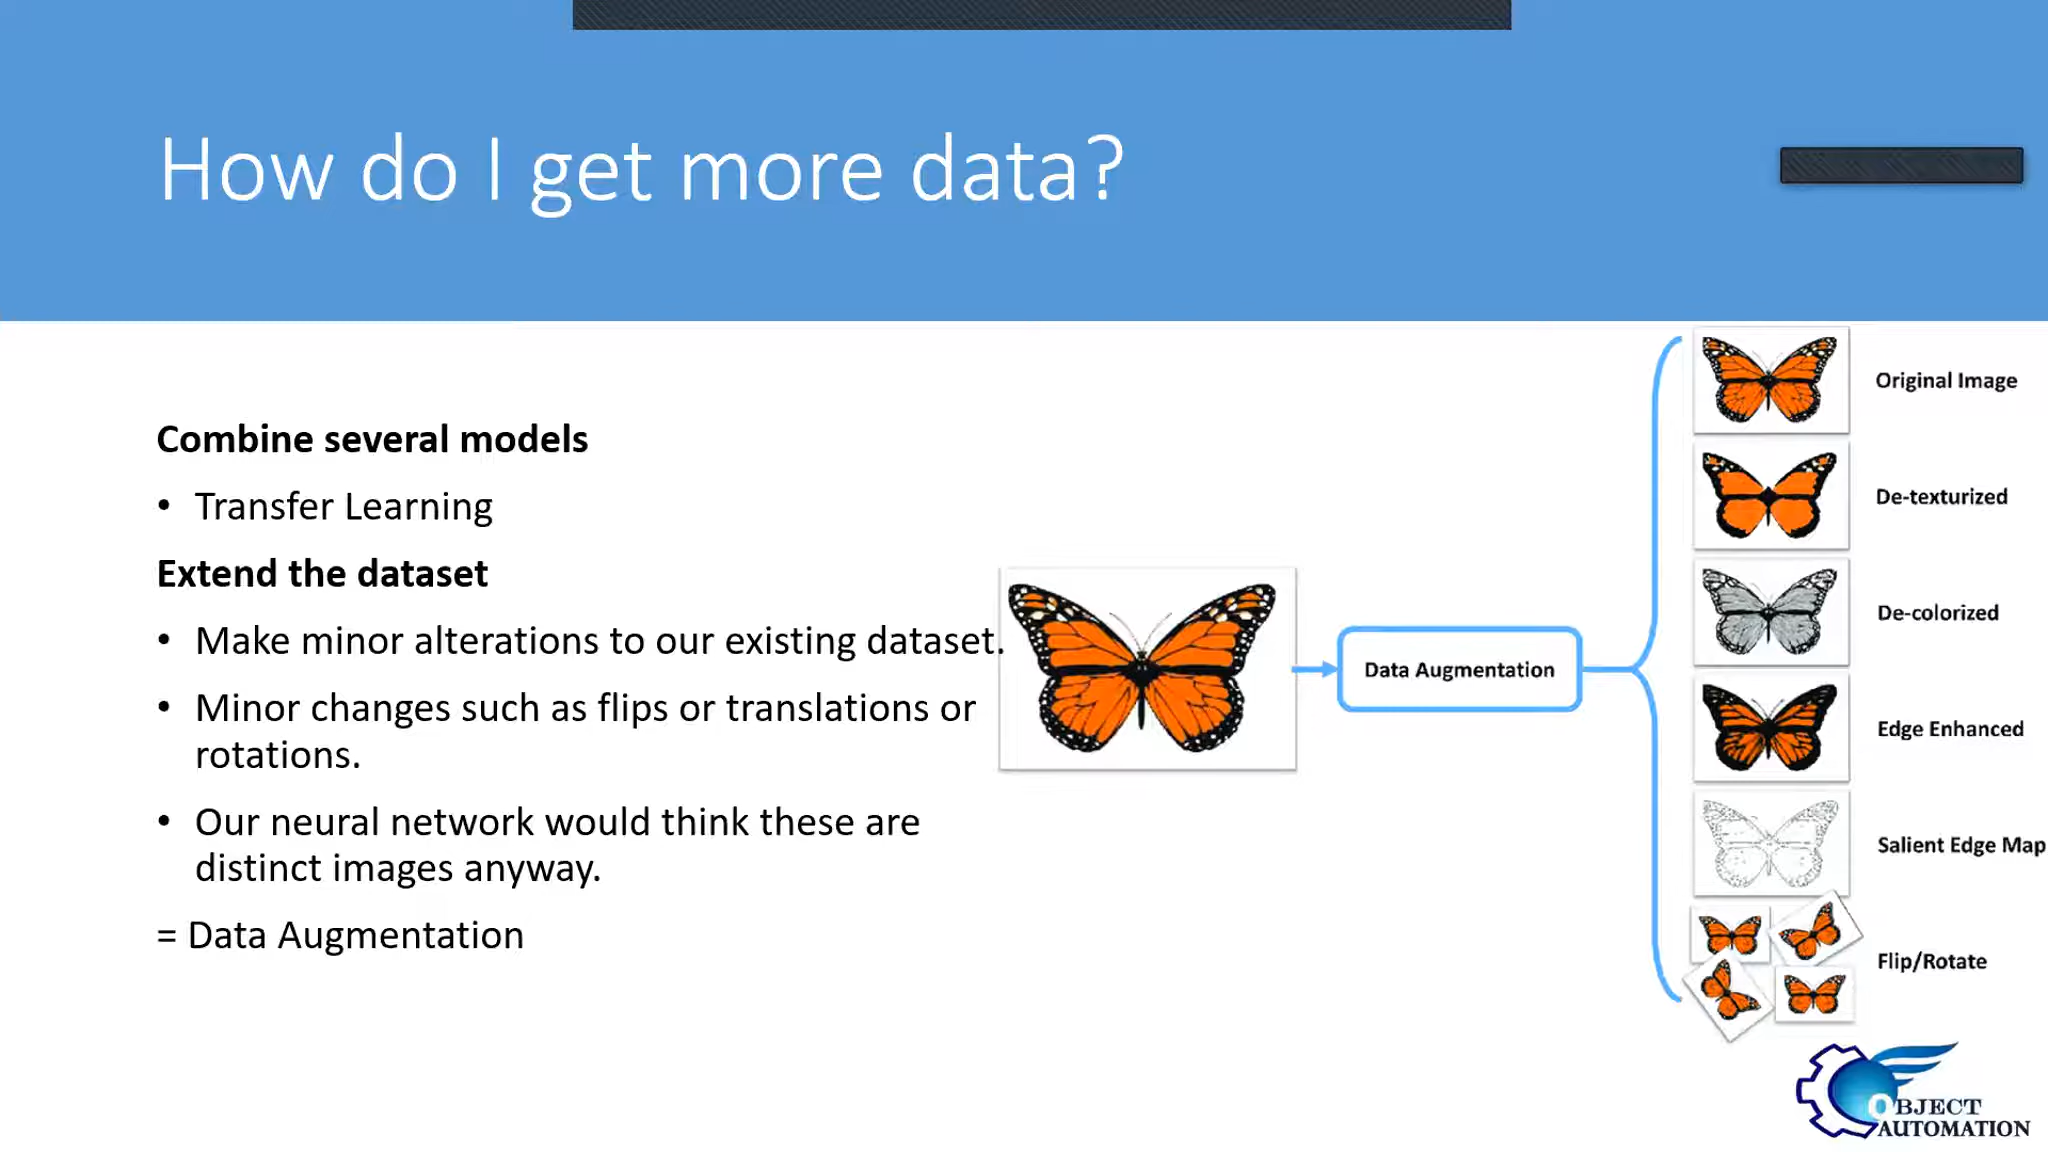 How do I get more data?
Combine several models
• Transfer Learning
Extend the dataset
• Make minor alterations to our existing dataset.
• Minor changes such as flips or translations or
rotations.
• Our neural network would think these are
distinct images anyway.
= Data Augmentation
Data Augmentation
Original Image
De-texturized
De-colorized
Edge Enhanced
Salient Edge Map
Flip/Rotate
OBJECT
AUTOMATION